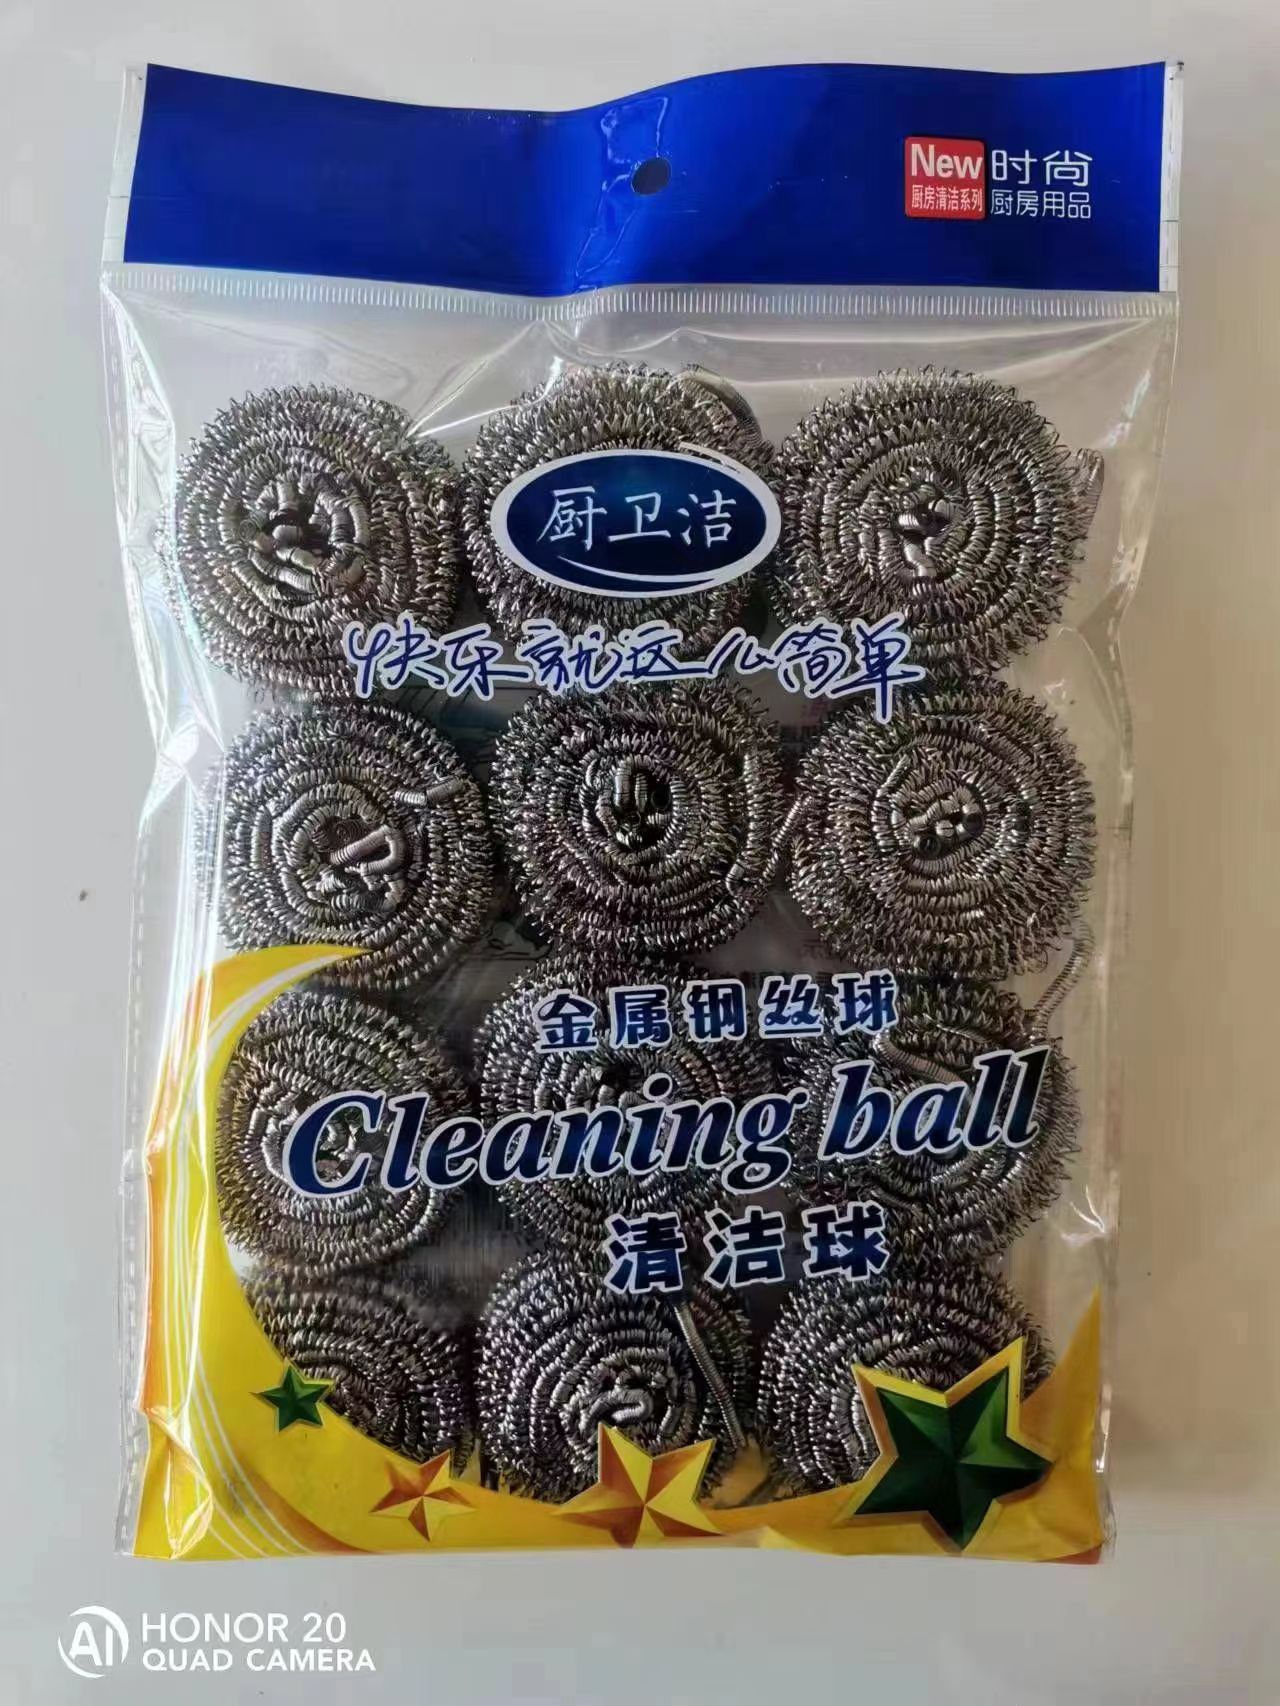 New 时尚
厨房清洁系列 厨房用品
厨卫洁
快乐就这么简单
金属钢丝球
Cleaning ball
清洁球
HONOR 20
QUAD CAMERA
AI